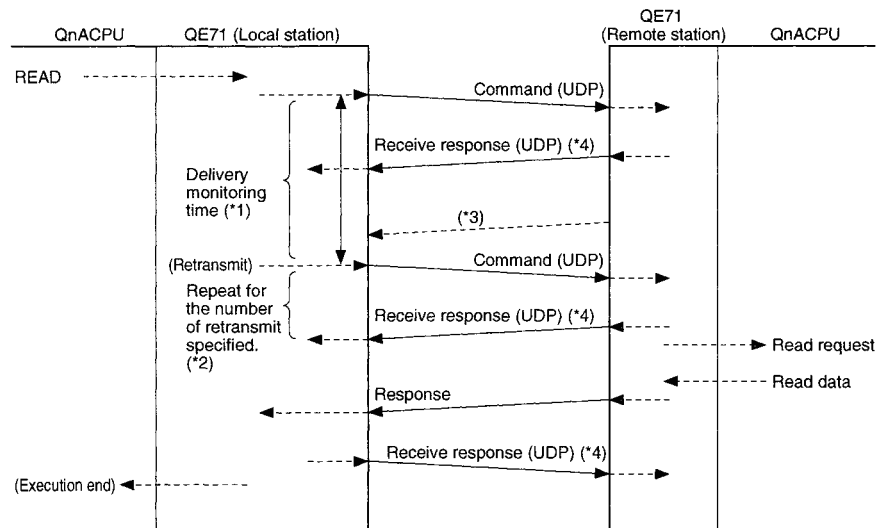 QnACPU
QE71 (Local station)
QE71
(Remote station)
QnACPU
READ
Command (UDP)
Receive response (UDP) (*4)
Delivery
monitoring
time (*1)
(*3)
(Retransmit)
Command (UDP)
Repeat for
the number
of retransmit
specified.
(*2)
Receive response (UDP) (*4)
Read request
Read data
Response
Receive response (UDP) (*4)
(Execution end)